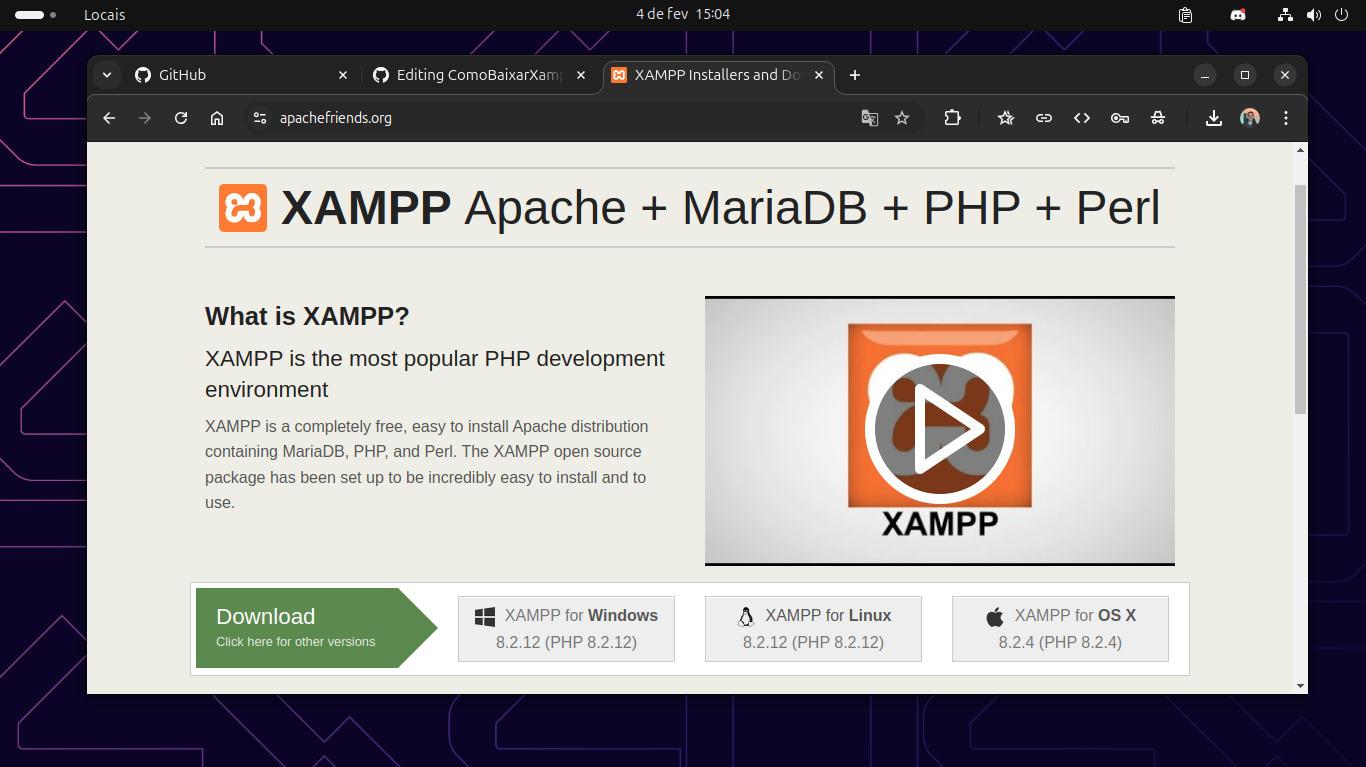 Locais
4 de fev 15:04
GitHub
Editing ComoBaixarXamp
XAMPP Installers and Do
apachefriends.org
XAMPP Apache + MariaDB + PHP + Perl
What is XAMPP?
XAMPP is the most popular PHP development
environment
XAMPP is a completely free, easy to install Apache distribution
containing MariaDB, PHP, and Perl. The XAMPP open source
package has been set up to be incredibly easy to install and to
use.
XAMPP
Download
Click here for other versions
XAMPP for Windows
8.2.12 (PHP 8.2.12)
XAMPP for Linux
8.2.12 (PHP 8.2.12)
XAMPP for OS X
8.2.4 (PHP 8.2.4)